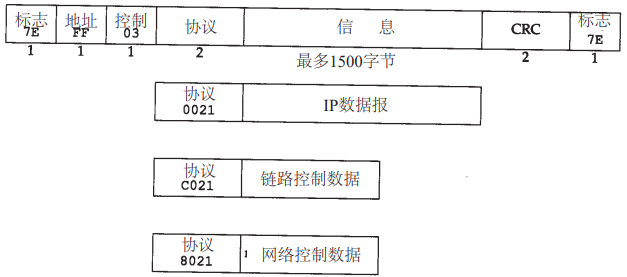 标志 地址 控制 协议 信 息 CRC 标志
7E FF 03 7E
1 1 1 2 最多1500字节 2 1
协议 IP数据报
0021
协议 链路控制数据
C021
协议 网络控制数据
8021